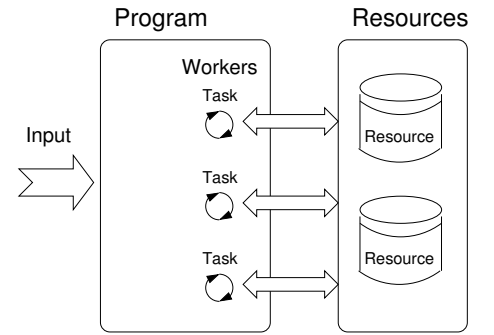 Program
Resources
Workers
Task
Resource
Input
Task
Task
Resource